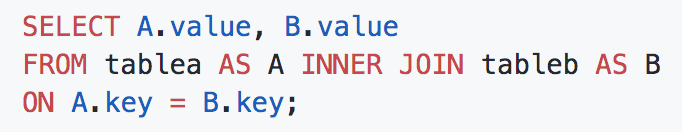 SELECT A.value, B.value
FROM tablea AS A INNER JOIN tableb AS B
ON A.key = B.key;